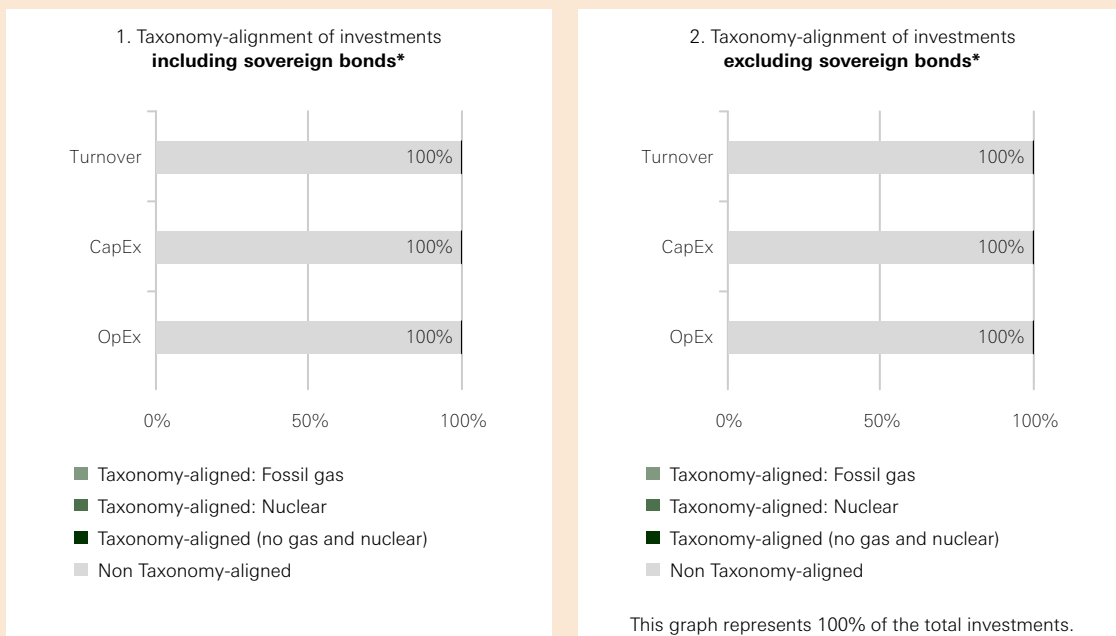 1. Taxonomy-alignment of investments
including sovereign bonds*
Turnover
100%
CapEx
100%
OpEx
100%
0% 50% 100%
Taxonomy-aligned: Fossil gas
Taxonomy-aligned: Nuclear
Taxonomy-aligned (no gas and nuclear)
Non Taxonomy-aligned
2. Taxonomy-alignment of investments
excluding sovereign bonds*
Turnover
100%
CapEx
100%
OpEx
100%
0% 50% 100%
Taxonomy-aligned: Fossil gas
Taxonomy-aligned: Nuclear
Taxonomy-aligned (no gas and nuclear)
Non Taxonomy-aligned
This graph represents 100% of the total investments.